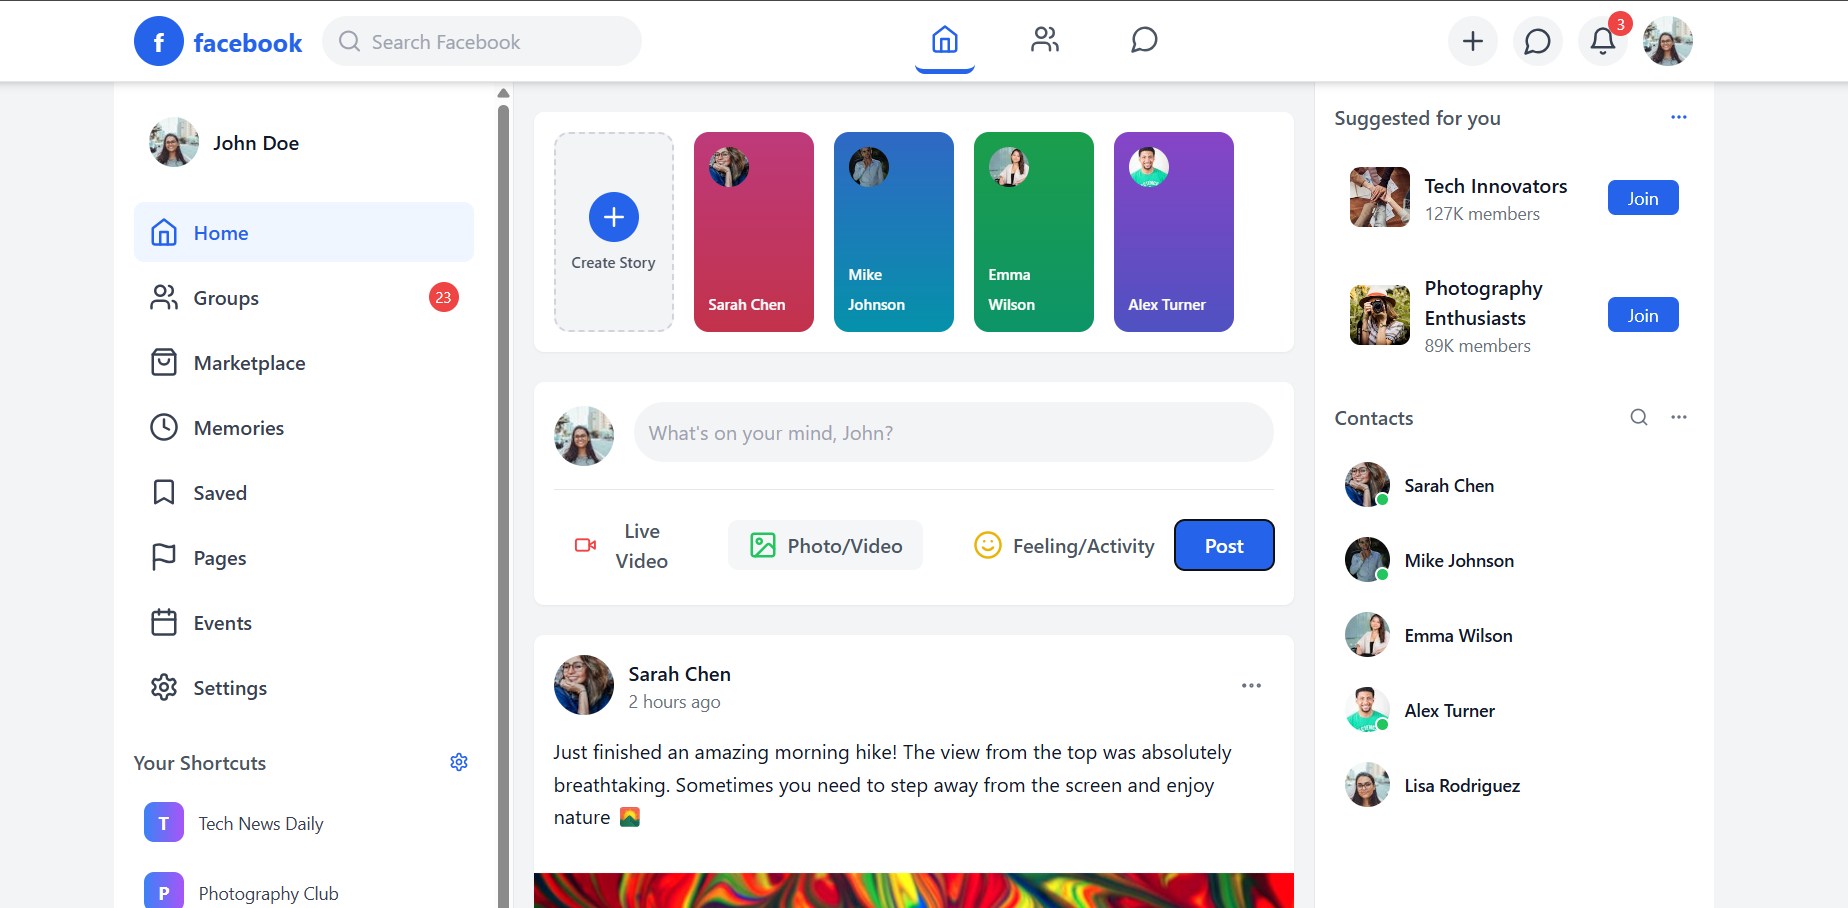 f facebook
Search Facebook
3
John Doe
Home
Groups
23
Marketplace
Memories
Saved
Pages
Events
Settings
Your Shortcuts
T Tech News Daily
P Photography Club
Create Story
Sarah Chen
Mike
Johnson
Emma
Wilson
Alex Turner
What's on your mind, John?
Live
Video
Photo/Video
Feeling/Activity
Post
Sarah Chen
2 hours ago
Just finished an amazing morning hike! The view from the top was absolutely
breathtaking. Sometimes you need to step away from the screen and enjoy
nature 🌄
Suggested for you
Tech Innovators
127K members
Join
Photography
Enthusiasts
89K members
Join
Contacts
Sarah Chen
Mike Johnson
Emma Wilson
Alex Turner
Lisa Rodriguez